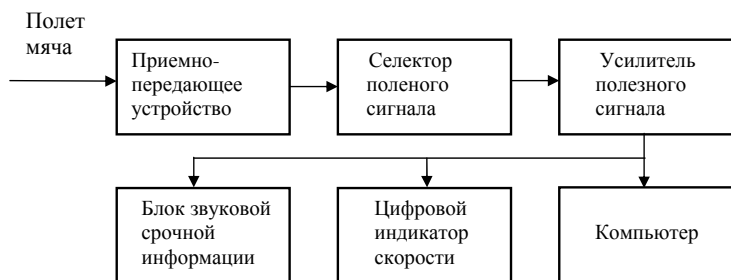 Полет
мяча
Приемно-
передающее
устройство
Селектор
поленого
сигнала
Усилитель
полезного
сигнала
Блок звуковой
срочной
информации
Цифровой
индикатор
скорости
Компьютер